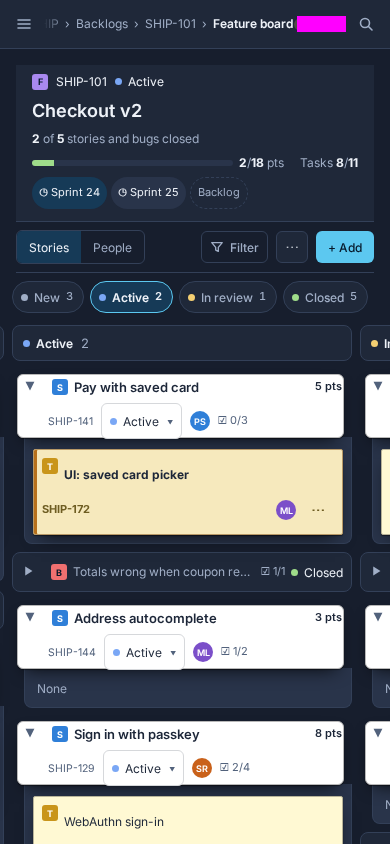 › Backlogs › SHIP-101 › Feature board
F SHIP-101 Active
Checkout v2
2 of 5 stories and bugs closed
2/18 pts Tasks 8/11
Sprint 24 Sprint 25 Backlog
Stories People Filter ⋯ + Add
New 3 Active 2 In review 1 Closed 5
Active 2
S Pay with saved card 5 pts
SHIP-141 Active PS 0/3
T UI: saved card picker
SHIP-172 ML ⋯
B Totals wrong when coupon re... 1/1 Closed
S Address autocomplete 3 pts
SHIP-144 Active ML 1/2
None
S Sign in with passkey 8 pts
SHIP-129 Active SR 2/4
T WebAuthn sign-in